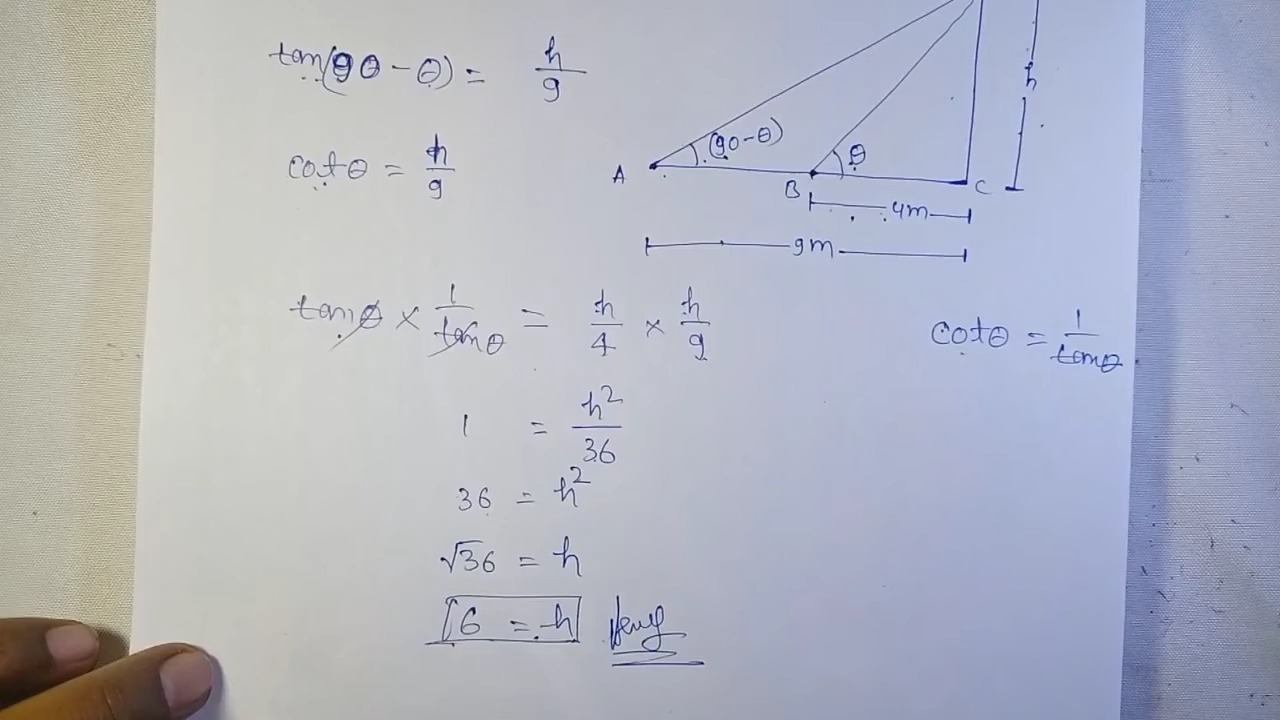 tan(90 - θ) = h/9
cotθ = h/9
h
(90-θ)
θ
A
B
C
4m
9m
tanθ × 1/tanθ = h/4 × h/9
cotθ = 1/tanθ
1 = h²/36
36 = h²
√36 = h
6 = h